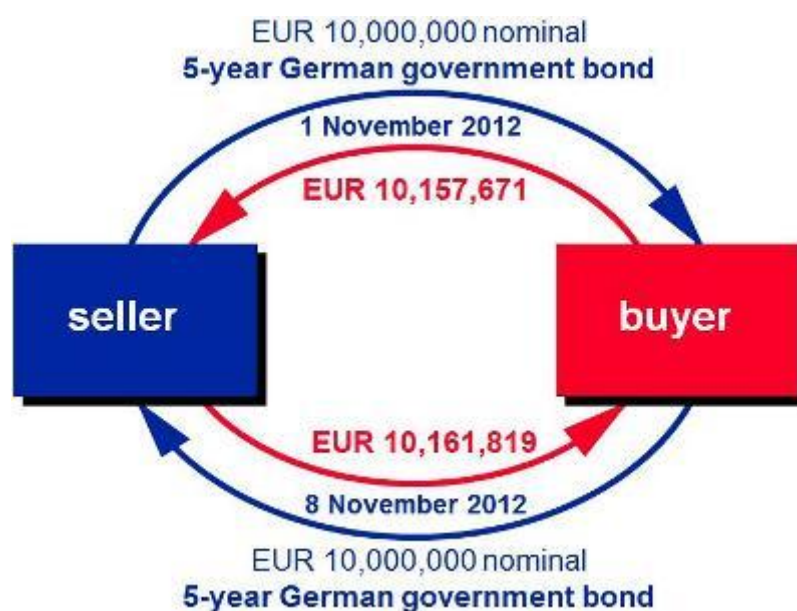 EUR 10,000,000 nominal
5-year German government bond
1 November 2012
EUR 10,157,671
seller
buyer
EUR 10,161,819
8 November 2012
EUR 10,000,000 nominal
5-year German government bond